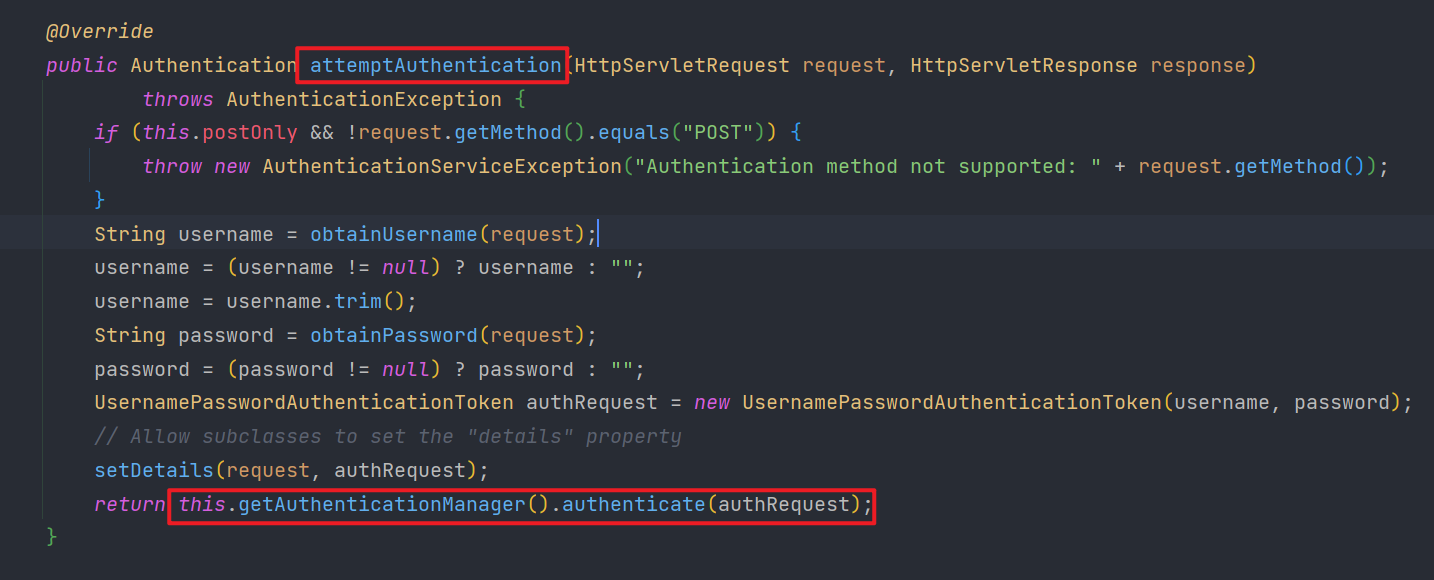 @Override
public Authentication attemptAuthentication(HttpServletRequest request, HttpServletResponse response)
throws AuthenticationException {
if (this.postOnly && !request.getMethod().equals("POST")) {
throw new AuthenticationServiceException("Authentication method not supported: " + request.getMethod());
}
String username = obtainUsername(request);
username = (username != null) ? username : "";
username = username.trim();
String password = obtainPassword(request);
password = (password != null) ? password : "";
UsernamePasswordAuthenticationToken authRequest = new UsernamePasswordAuthenticationToken(username, password);
// Allow subclasses to set the "details" property
setDetails(request, authRequest);
return this.getAuthenticationManager().authenticate(authRequest);
}